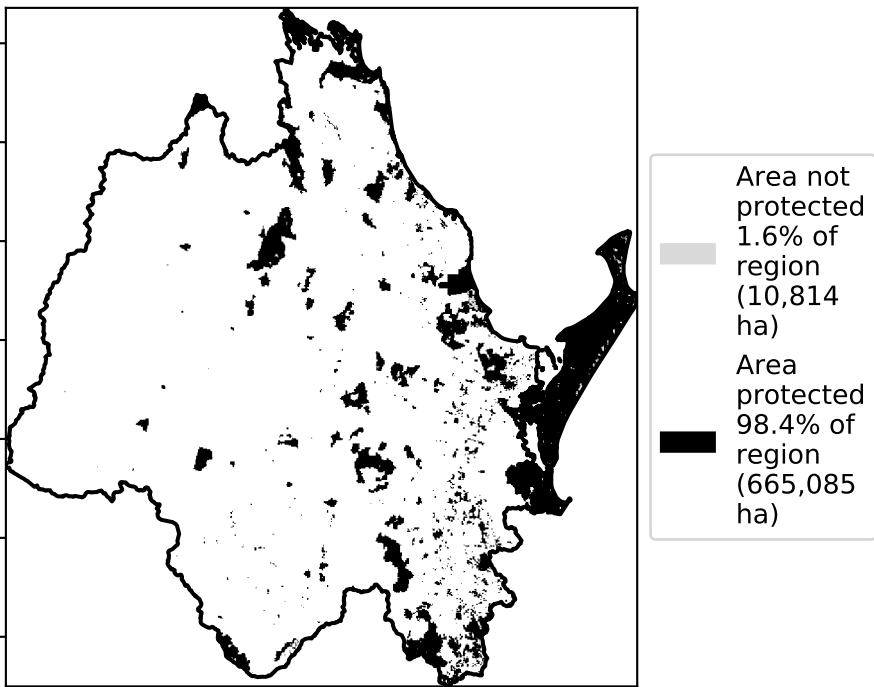 Area not
protected
1.6% of
region
(10,814
ha)
Area
protected
98.4% of
region
(665,085
ha)